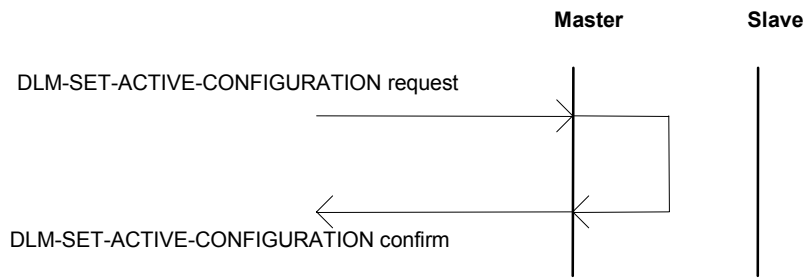 Master Slave
DLM-SET-ACTIVE-CONFIGURATION request
DLM-SET-ACTIVE-CONFIGURATION confirm